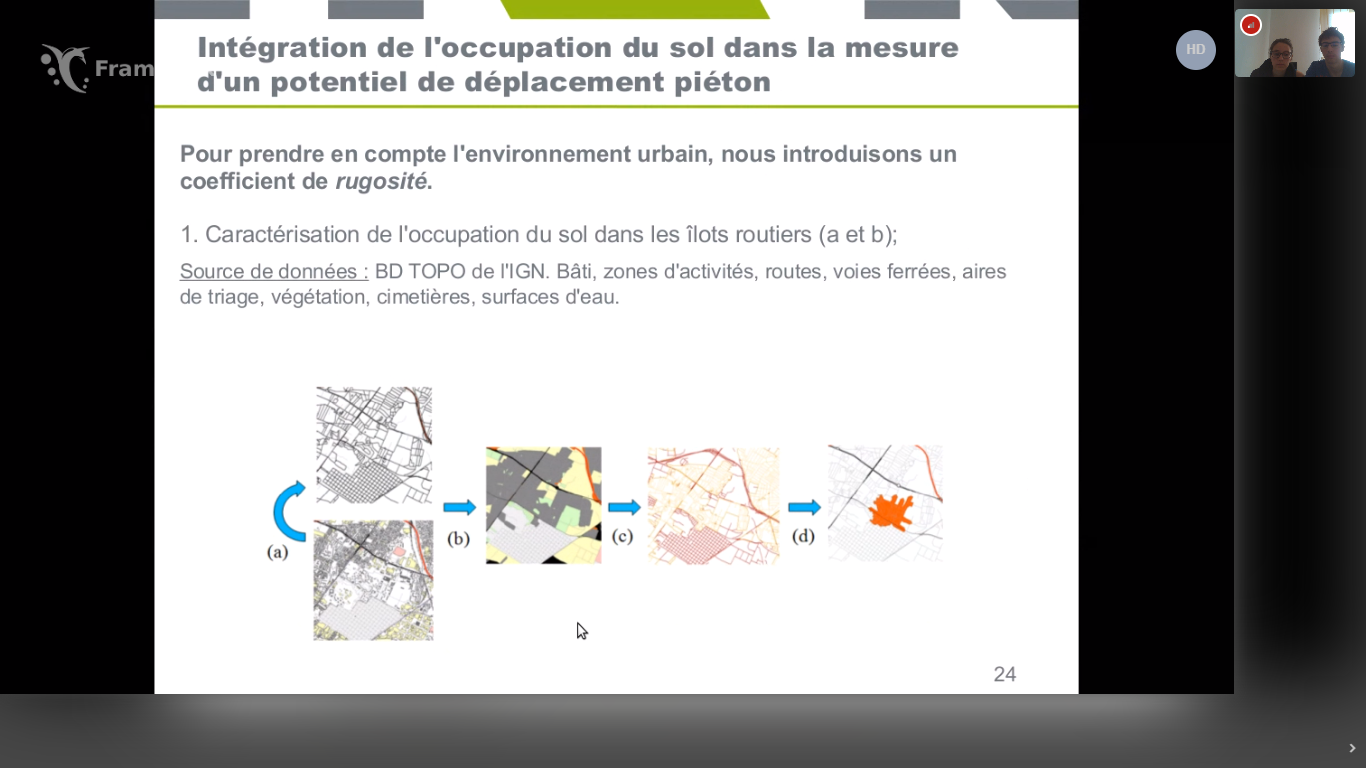 Intégration de l'occupation du sol dans la mesure
d'un potentiel de déplacement piéton
Fram
HD
Pour prendre en compte l'environnement urbain, nous introduisons un
coefficient de rugosité.
1. Caractérisation de l'occupation du sol dans les îlots routiers (a et b);
Source de données : BD TOPO de l'IGN. Bâti, zones d'activités, routes, voies ferrées, aires
de triage, végétation, cimetières, surfaces d'eau.
(a)
(b)
(c)
(d)
24